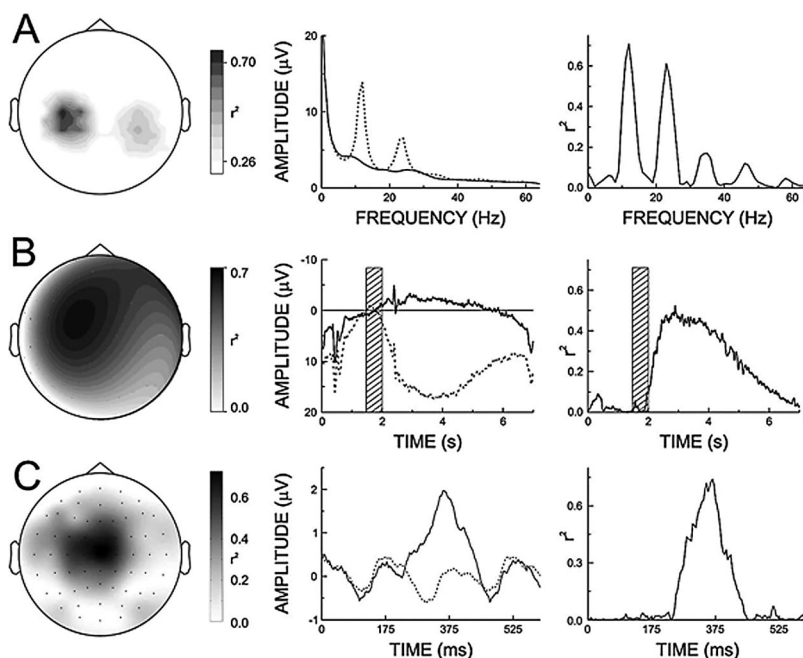 A
0.70
r²
0.26
AMPLITUDE (µV)
20
10
0
0 20 40 60
FREQUENCY (Hz)
r²
0.6
0.4
0.2
0.0
0 20 40 60
FREQUENCY (Hz)
B
0.7
r²
0.0
AMPLITUDE (µV)
-10
0
10
20
0 2 4 6
TIME (s)
r²
0.6
0.4
0.2
0.0
0 2 4 6
TIME (s)
C
0.6
0.4
r²
0.2
0.0
AMPLITUDE (µV)
2
1
0
-1
175 375 525
TIME (ms)
r²
0.6
0.3
0.0
175 375 525
TIME (ms)